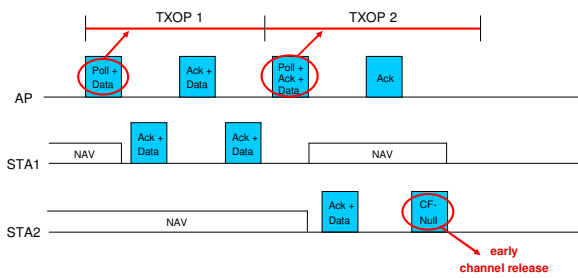 TXOP 1
TXOP 2
Poll +
Data
Ack +
Data
Poll +
Ack +
Data
Ack
AP
Ack +
Data
Ack +
Data
NAV
NAV
STA1
Ack +
Data
CF-
Null
NAV
STA2
early
channel release